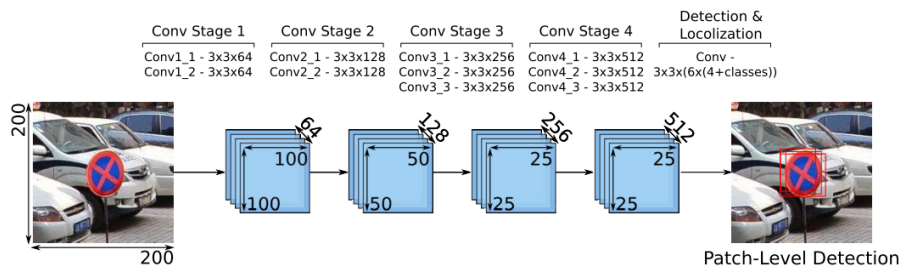 Conv Stage 1
Conv1_1 - 3x3x64
Conv1_2 - 3x3x64
Conv Stage 2
Conv2_1 - 3x3x128
Conv2_2 - 3x3x128
Conv Stage 3
Conv3_1 - 3x3x256
Conv3_2 - 3x3x256
Conv3_3 - 3x3x256
Conv Stage 4
Conv4_1 - 3x3x512
Conv4_2 - 3x3x512
Conv4_3 - 3x3x512
Detection &
Locolization
Conv -
3x3x(6x(4+classes))
200
200
64
100
100
128
50
50
256
25
25
512
25
25
Patch-Level Detection